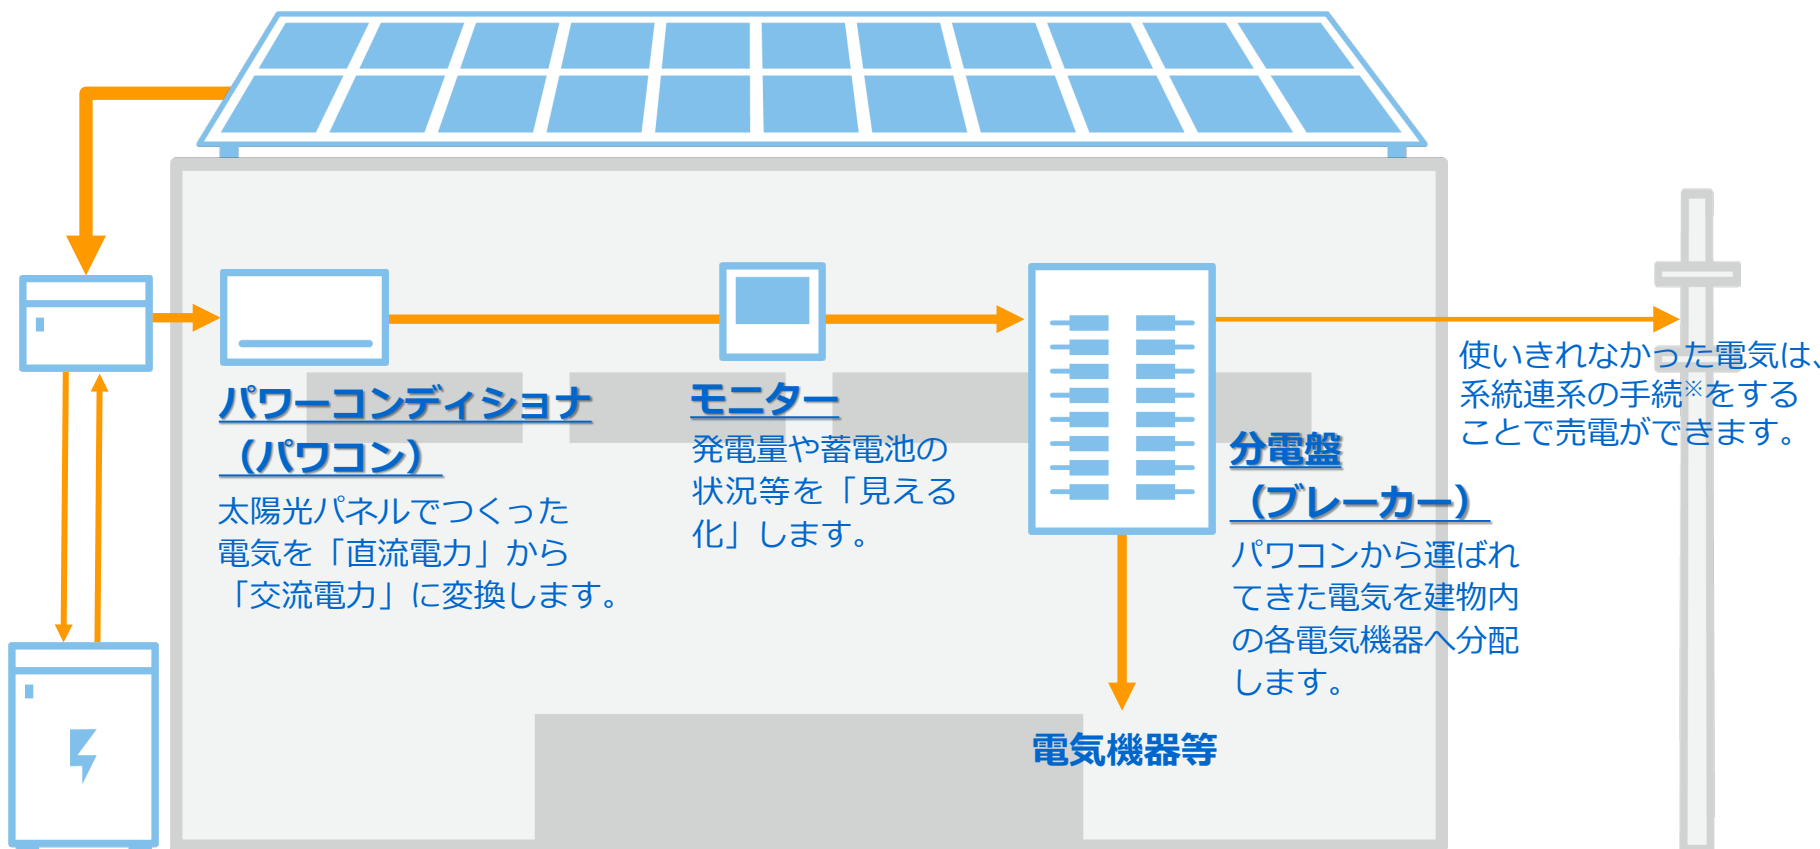 パワーコンディショナ
（パワコン）
太陽光パネルでつくった
電気を「直流電力」から
「交流電力」に変換します。
モニター
発電量や蓄電池の
状況等を「見える
化」します。
分電盤
（ブレーカー）
パワコンから運ばれ
てきた電気を建物内
の各電気機器へ分配
します。
電気機器等
使いきれなかった電気は、
系統連系の手続※をする
ことで売電ができます。